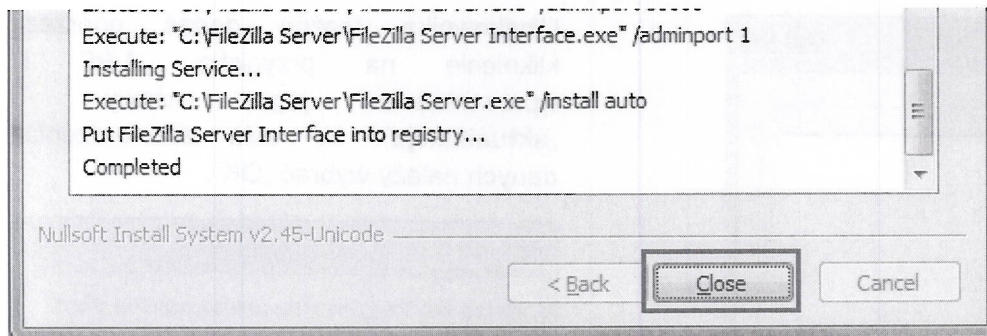 Execute: "C:\FileZilla Server\FileZilla Server Interface.exe" /adminport 1
Installing Service...
Execute: "C:\FileZilla Server\FileZilla Server.exe" /install auto
Put FileZilla Server Interface into registry...
Completed
Nullsoft Install System v2.45-Unicode
< Back Close Cancel